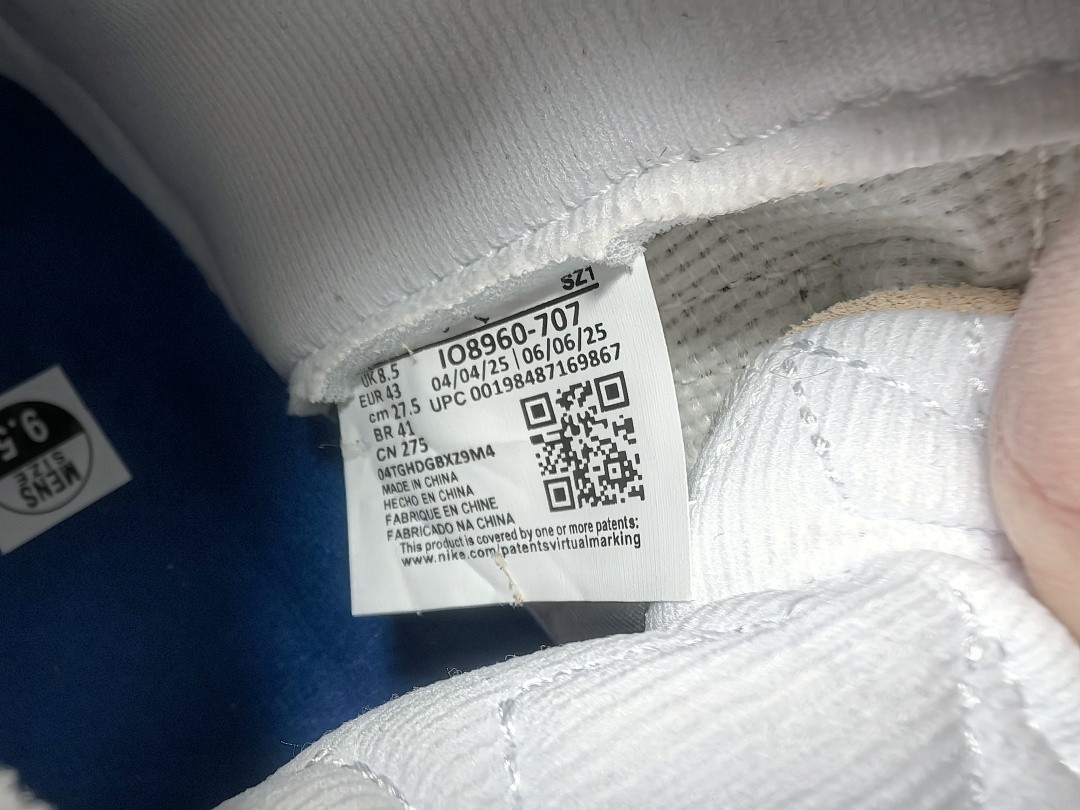 SZ1
IO8960-707
UK 8.5
04/04/25 | 06/06/25
EUR 43
UPC 00198487169867
cm 27.5
BR 41
CN 275
04TGHDGBXZ9M4
MADE IN CHINA
HECHO EN CHINA
FABRIQUE EN CHINE
FABRICADO NA CHINA
This product is covered by one or more patents:
www.nike.com/patentsvirtualmarking
MENS
SIZE
9.5